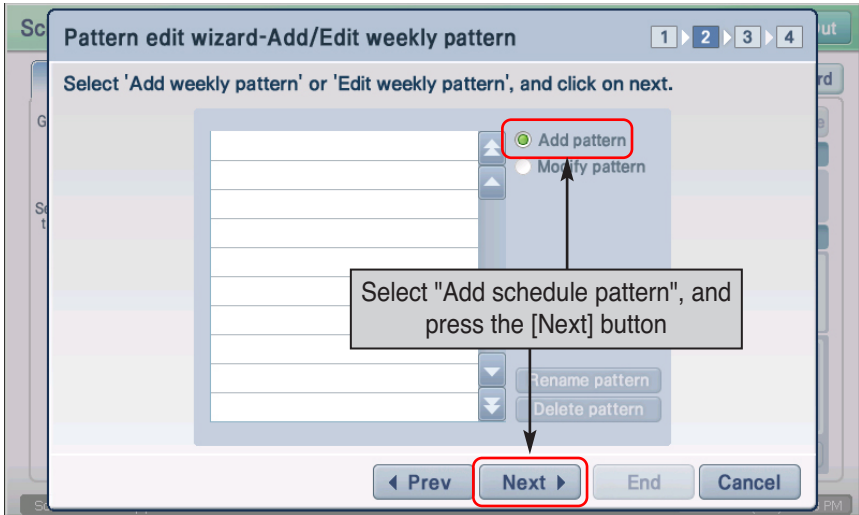 Pattern edit wizard-Add/Edit weekly pattern
1 2 3 4
Select 'Add weekly pattern' or 'Edit weekly pattern', and click on next.
Add pattern
Modify pattern
Select "Add schedule pattern", and
press the [Next] button
Rename pattern
Delete pattern
Prev Next End Cancel
PM